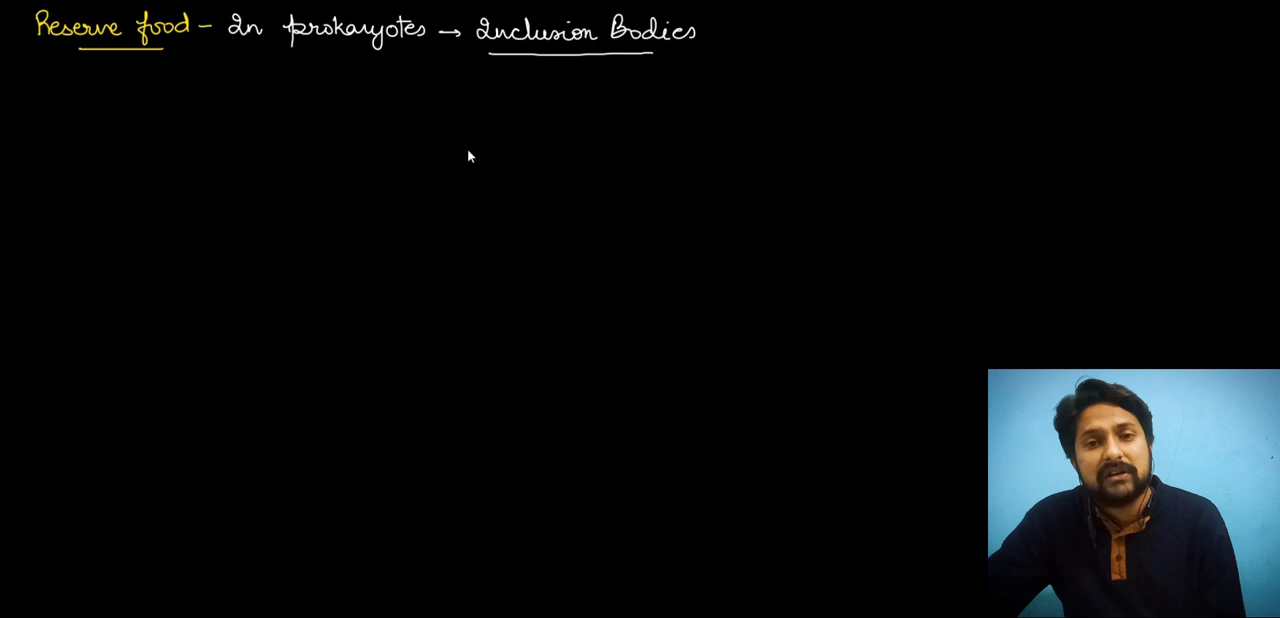 Reserve food - In prokaryotes → Inclusion Bodies